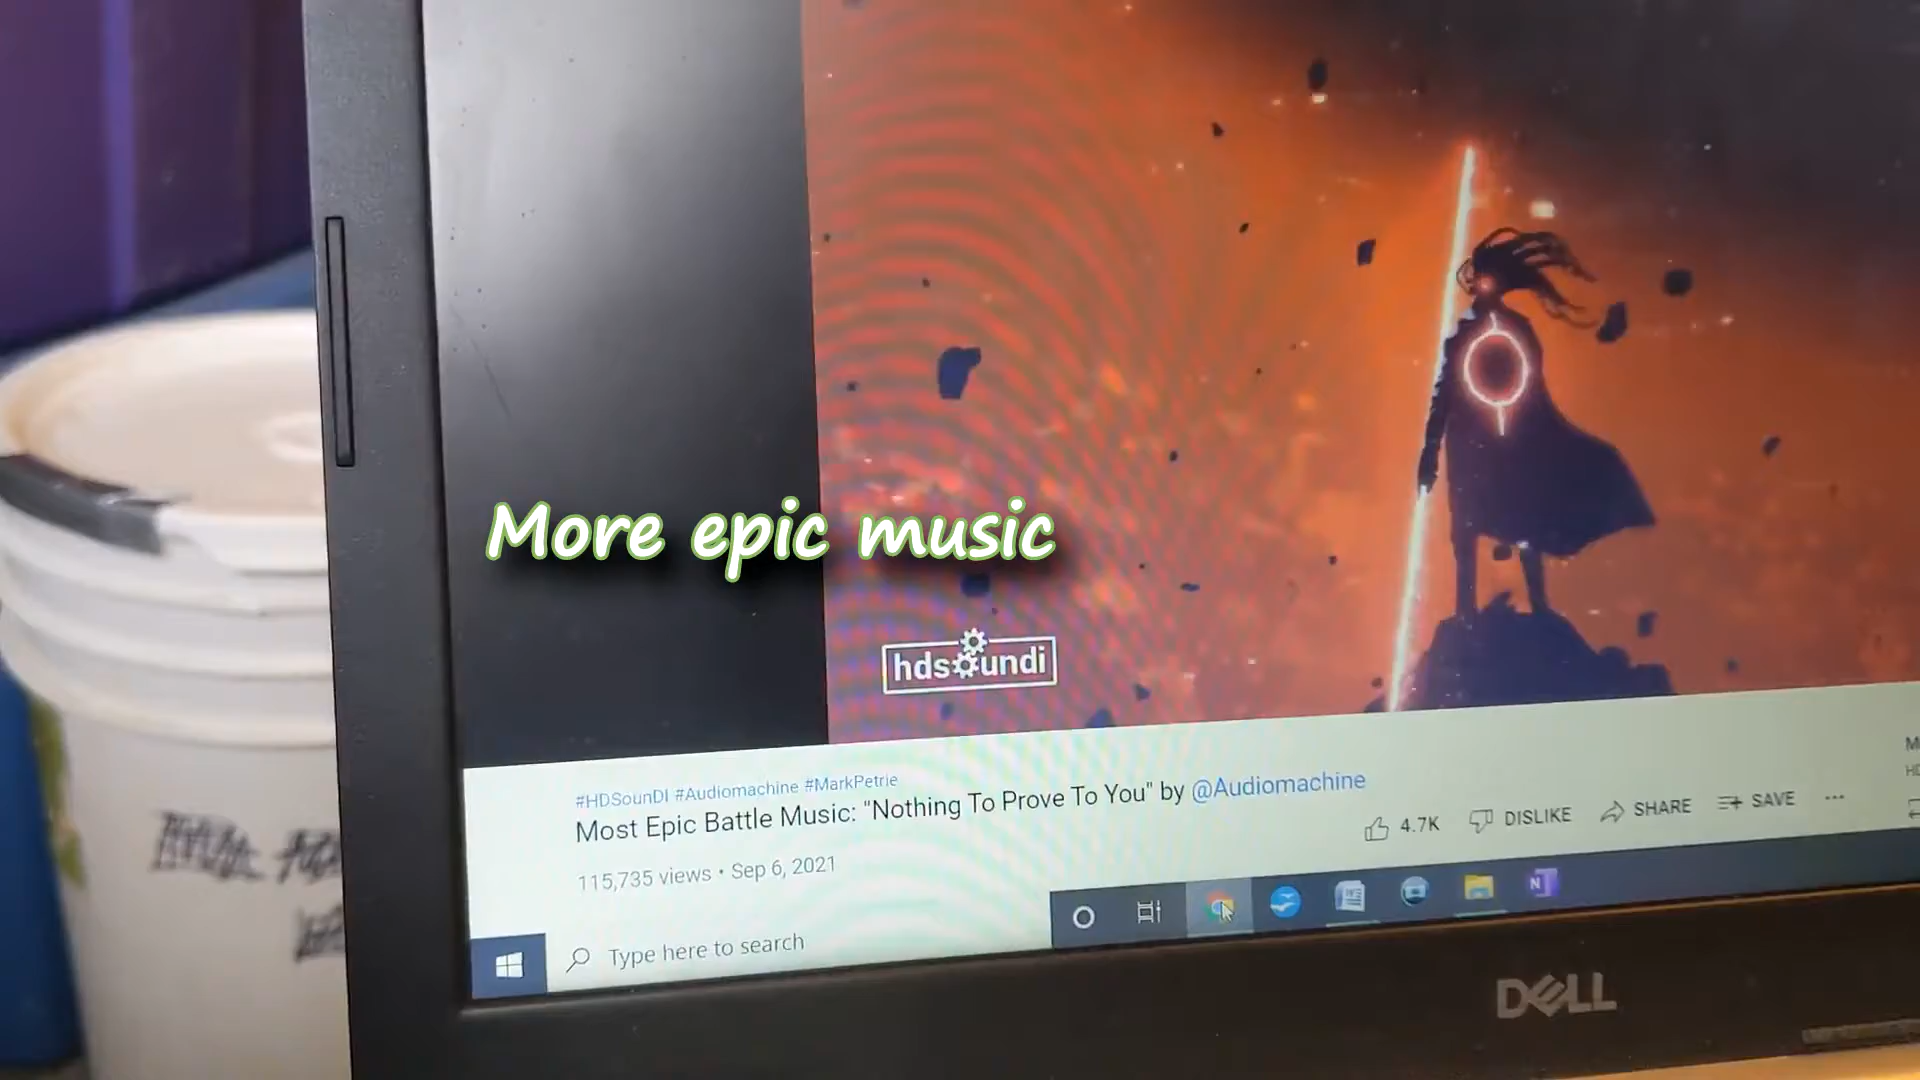 More epic music
hdsoundi
#HDSounDI #Audiomachine #MarkPetrie
Most Epic Battle Music: "Nothing To Prove To You" by @Audiomachine
115,735 views • Sep 6, 2021
4.7K DISLIKE SHARE SAVE ...
Type here to search
DELL